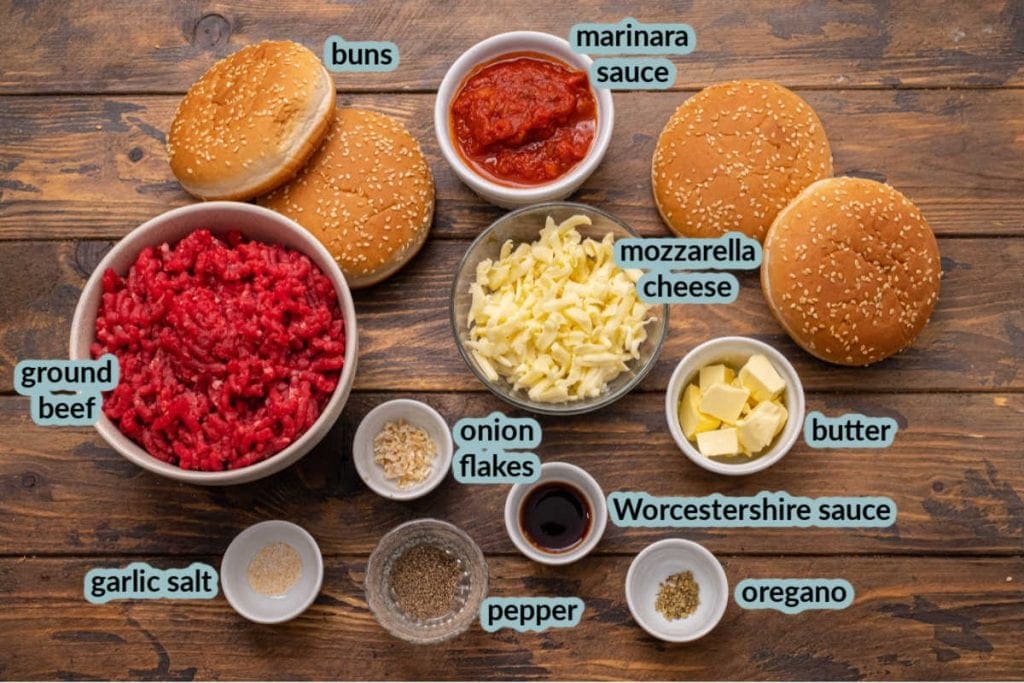 buns
marinara
sauce
mozzarella
cheese
ground
beef
onion
flakes
butter
Worcestershire sauce
garlic salt
pepper
oregano